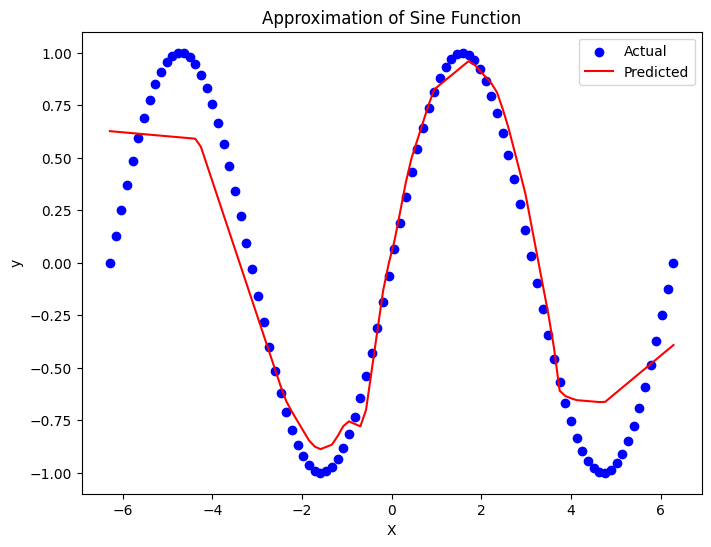 Approximation of Sine Function
Actual
Predicted
1.00
0.75
0.50
0.25
0.00
−0.25
−0.50
−0.75
−1.00
y
−6 −4 −2 0 2 4 6
X